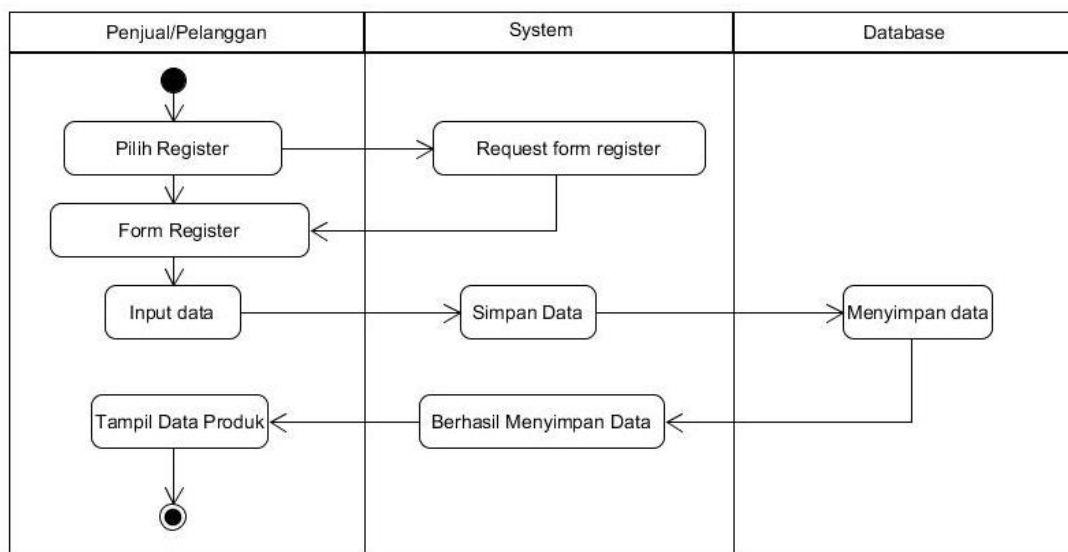 Penjual/Pelanggan
System
Database
Pilih Register
Request form register
Form Register
Input data
Simpan Data
Menyimpan data
Tampil Data Produk
Berhasil Menyimpan Data